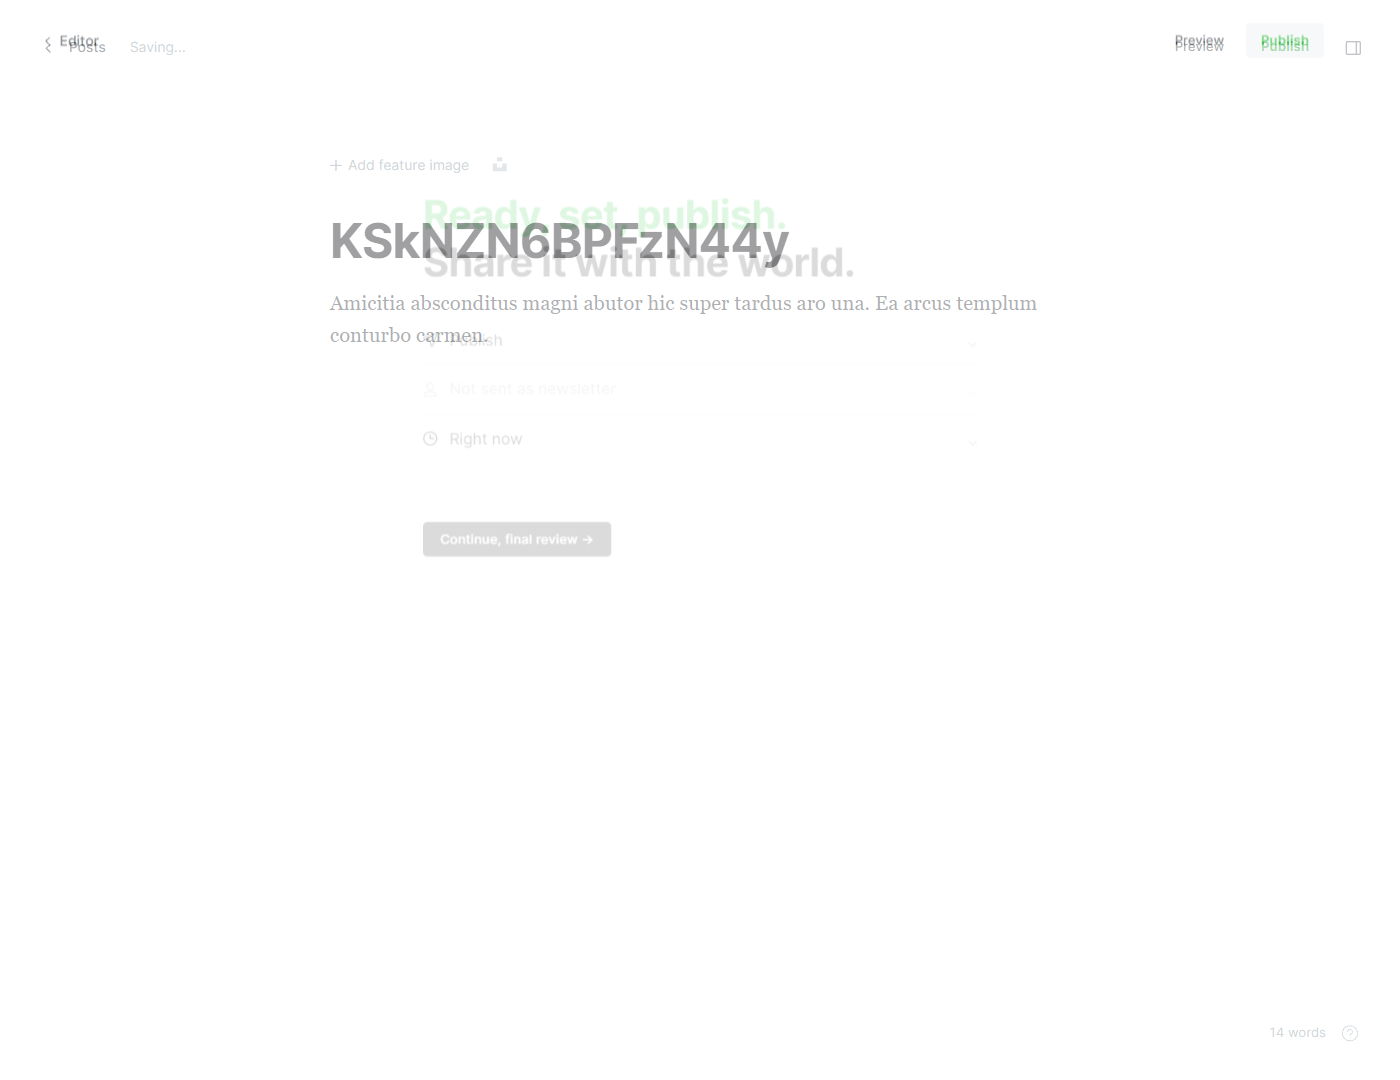 Editor
Posts
Saving...
Preview
Preview
Publish
Publish
Add feature image
Ready, set, publish.
KSkNZN6BPFzN44y
Share it with the world.
Amicitia absconditus magni abutor hic super tardus aro una. Ea arcus templum
conturbo carmen.
Publish
Not sent as newsletter
Right now
Continue, final review →
14 words